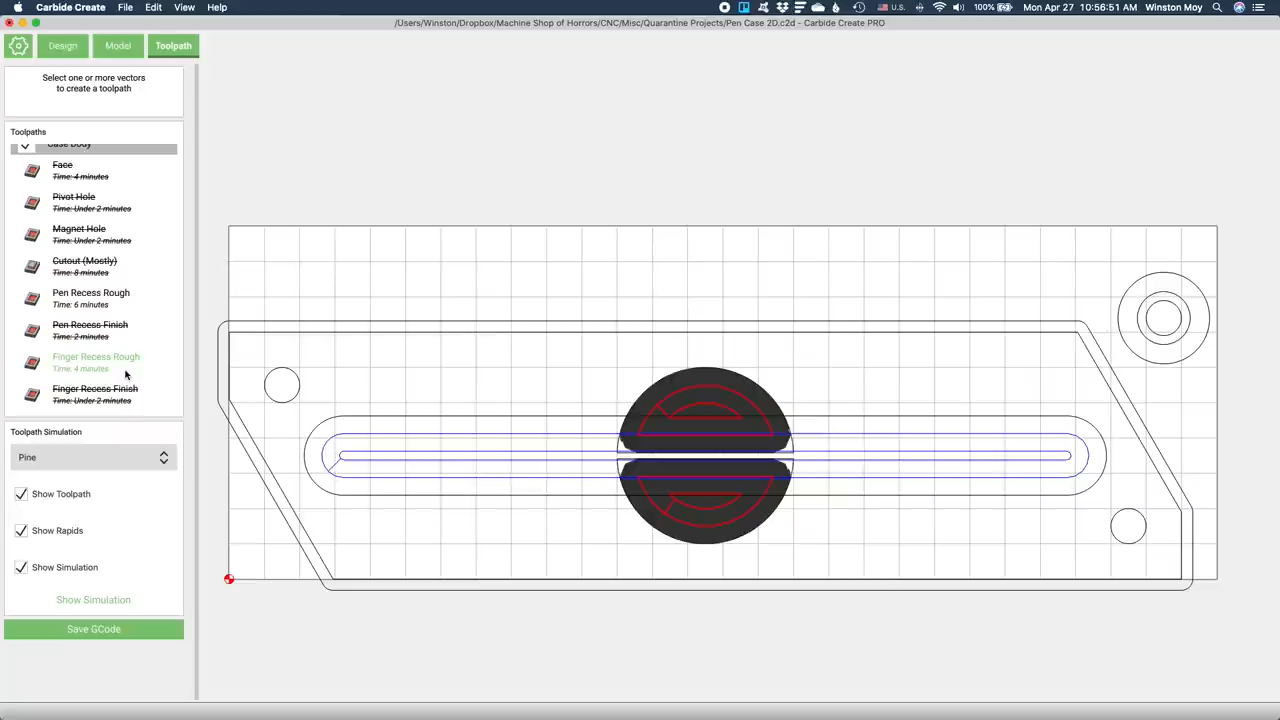 Carbide Create File Edit View Help U.S. 100% Mon Apr 27 10:56:51 AM Winston Moy
/Users/Winston/Dropbox/Machine Shop of Horrors/CNC/Misc/Quarantine Projects/Pen Case 2D.c2d - Carbide Create PRO
Design Model Toolpath
Select one or more vectors
to create a toolpath
Toolpaths
Case Body
Face
Time: 4 minutes
Pivot Hole
Time: Under 2 minutes
Magnet Hole
Time: Under 2 minutes
Cutout (Mostly)
Time: 8 minutes
Pen Recess Rough
Time: 6 minutes
Pen Recess Finish
Time: 2 minutes
Finger Recess Rough
Time: 4 minutes
Finger Recess Finish
Time: Under 2 minutes
Toolpath Simulation
Pine
Show Toolpath
Show Rapids
Show Simulation
Show Simulation
Save GCode